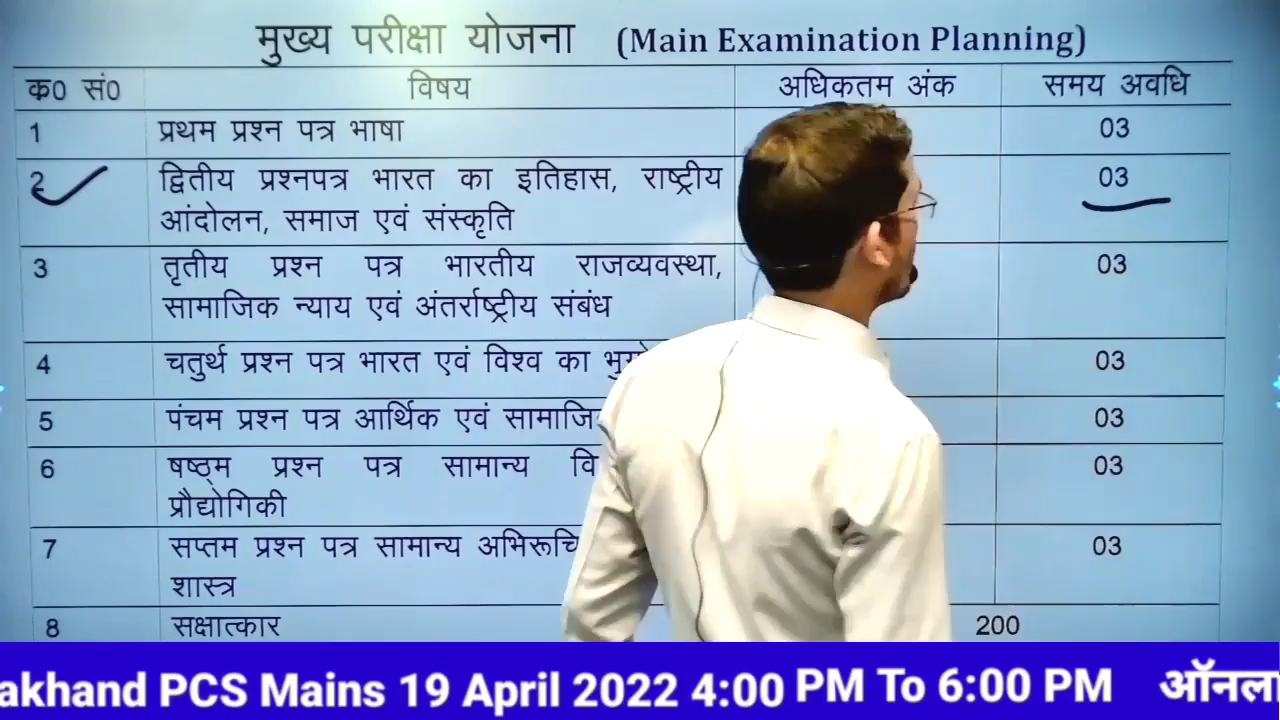 मुख्य परीक्षा योजना (Main Examination Planning)
क0 सं0 विषय अधिकतम अंक समय अवधि
1 प्रथम प्रश्न पत्र भाषा 03
2 द्वितीय प्रश्नपत्र भारत का इतिहास, राष्ट्रीय 03
आंदोलन, समाज एवं संस्कृति
3 तृतीय प्रश्न पत्र भारतीय राजव्यवस्था, 03
सामाजिक न्याय एवं अंतर्राष्ट्रीय संबंध
4 चतुर्थ प्रश्न पत्र भारत एवं विश्व का 03
5 पंचम प्रश्न पत्र आर्थिक एवं 03
6 षष्ठ्म प्रश्न पत्र सामान्य 03
प्रौद्योगिकी
7 सप्तम प्रश्न पत्र सामान्य 03
शास्त्र
8 सक्षात्कार 200
akhand PCS Mains 19 April 2022 4:00 PM To 6:00 PM